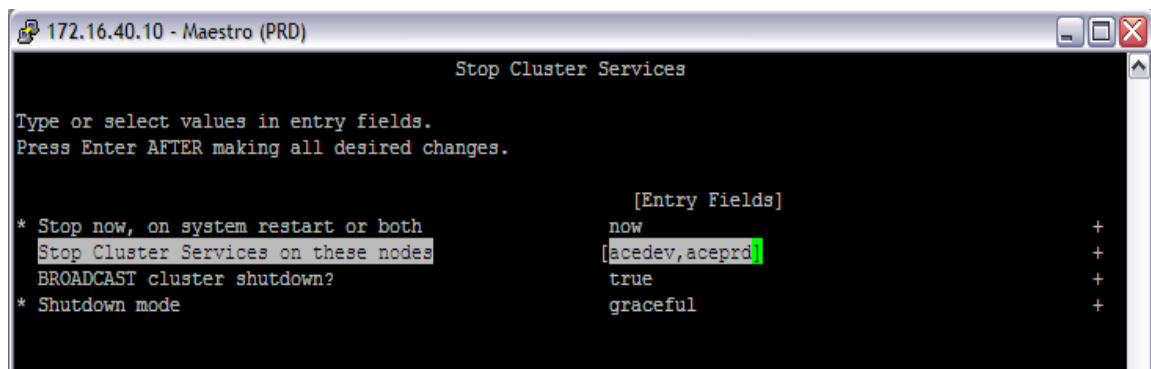 172.16.40.10 - Maestro (PRD)
Stop Cluster Services
Type or select values in entry fields.
Press Enter AFTER making all desired changes.
[Entry Fields]
* Stop now, on system restart or both now +
Stop Cluster Services on these nodes [acedev,aceprd] +
BROADCAST cluster shutdown? true +
* Shutdown mode graceful +